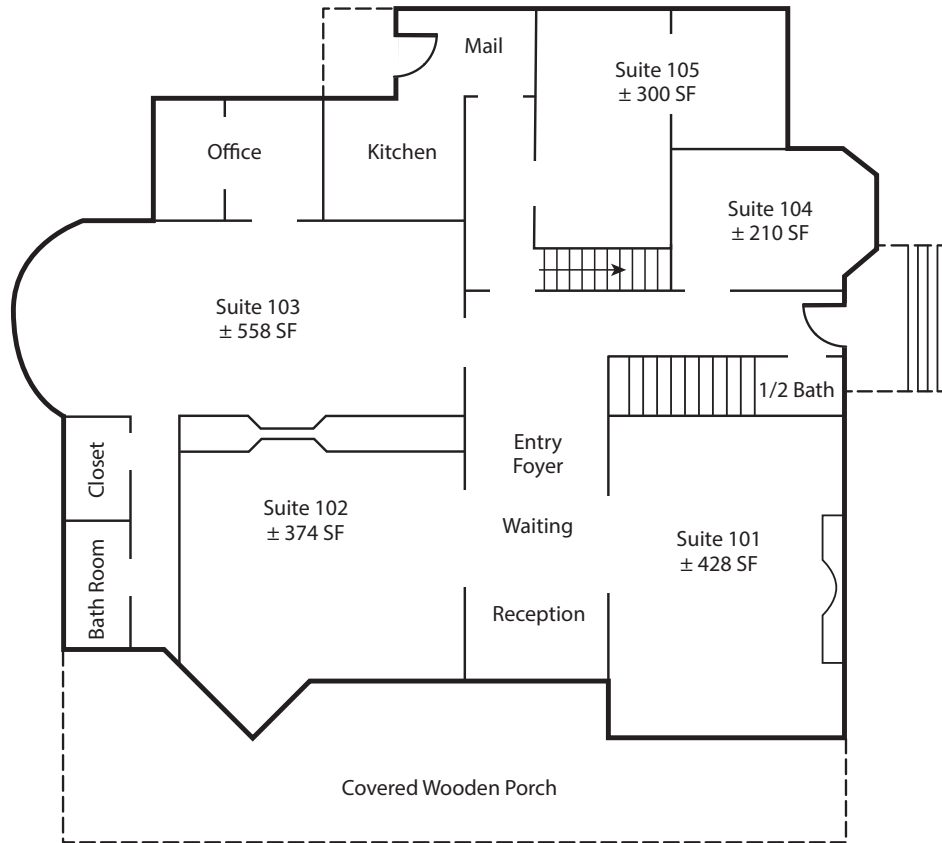 Mail
Suite 105
± 300 SF
Office
Kitchen
Suite 104
± 210 SF
Suite 103
± 558 SF
1/2 Bath
Closet
Entry
Foyer
Suite 102
± 374 SF
Waiting
Suite 101
± 428 SF
Bath Room
Reception
Covered Wooden Porch